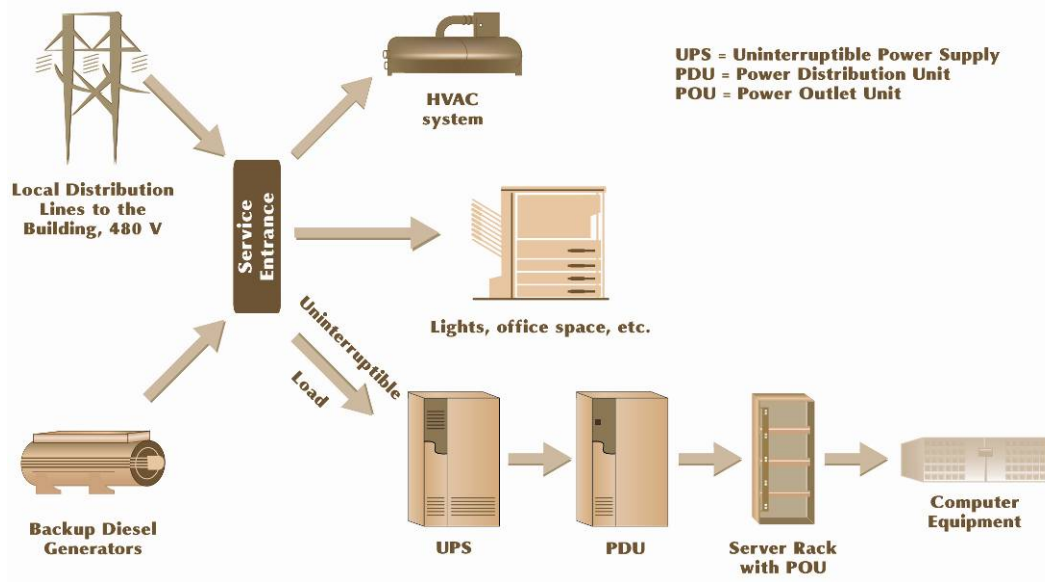 UPS = Uninterruptible Power Supply
PDU = Power Distribution Unit
POU = Power Outlet Unit
HVAC
system
Local Distribution
Lines to the
Building, 480 V
Service
Entrance
Lights, office space, etc.
Uninterruptible
Load
Backup Diesel
Generators
UPS
PDU
Server Rack
with POU
Computer
Equipment